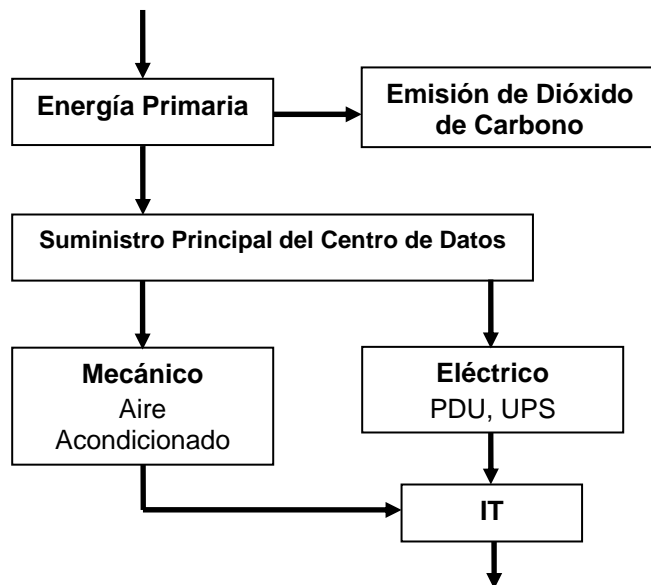 Energía Primaria
Emisión de Dióxido
de Carbono
Suministro Principal del Centro de Datos
Mecánico
Aire
Acondicionado
Eléctrico
PDU, UPS
IT